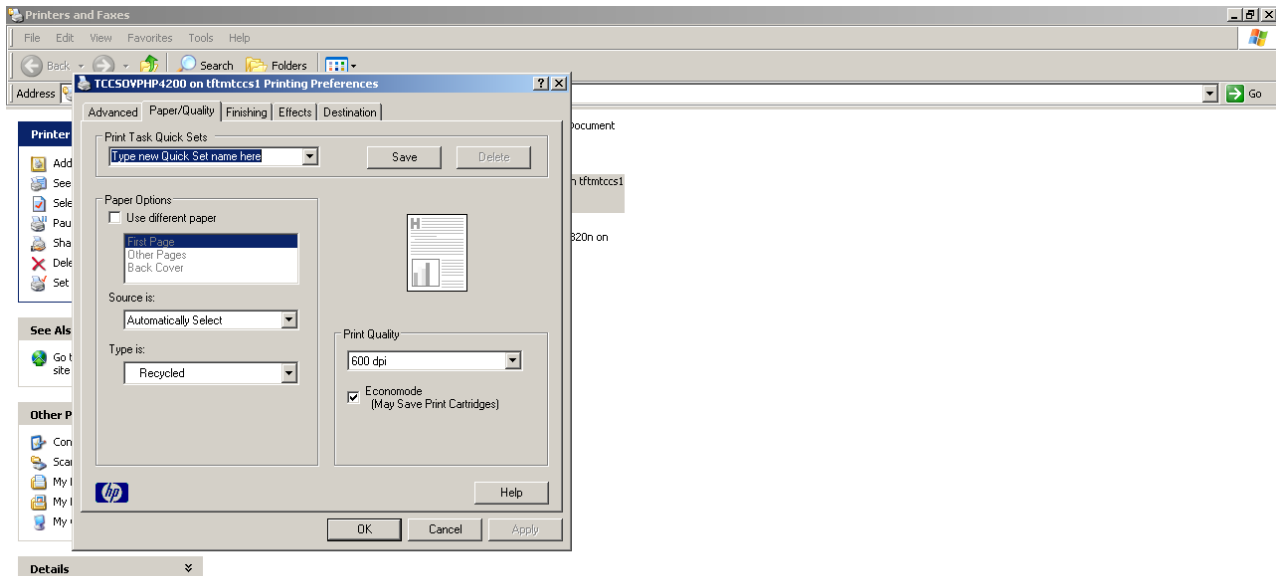 Printers and Faxes
File Edit View Favorites Tools Help
Back Search Folders
Address Go
TCCSOVPHP4200 on tftmtccs1 Printing Preferences
Advanced Paper/Quality Finishing Effects Destination
Print Task Quick Sets
Type new Quick Set name here Save Delete
Paper Options
Use different paper
First Page
Other Pages
Back Cover
Source is:
Automatically Select
Type is:
Recycled
H
Print Quality
600 dpi
Economode
(May Save Print Cartridges)
hp
Help
OK Cancel Apply
Printer
Add
See
Sele
Pau
Sha
Dele
Set
See Als
Go t
site
Other P
Con
Scan
My
My
My
Details
Document
n tftmtccs1
320n on